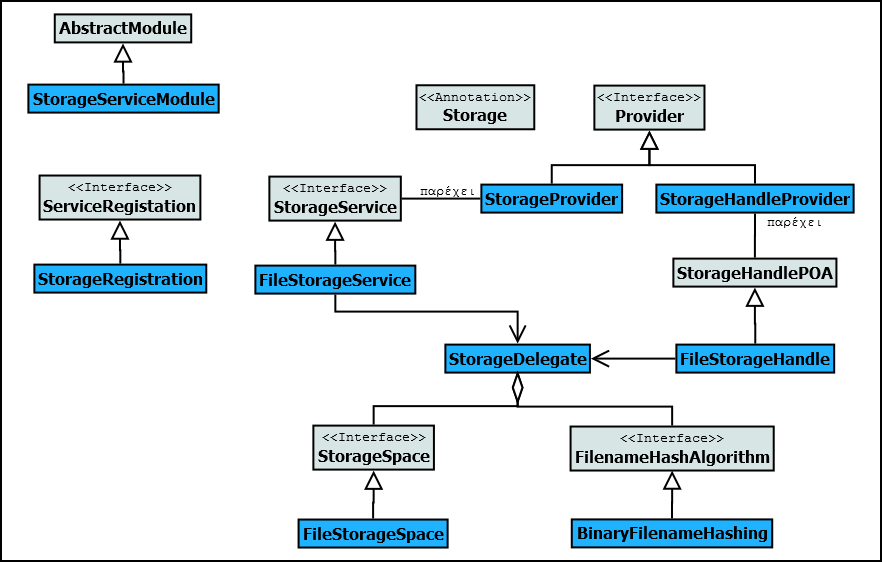 AbstractModule
StorageServiceModule
<<Annotation>>
Storage
<<Interface>>
Provider
<<Interface>>
ServiceRegistation
StorageRegistration
<<Interface>>
StorageService
παρέχει
StorageProvider
StorageHandleProvider
παρέχει
FileStorageService
StorageHandlePOA
StorageDelegate
FileStorageHandle
<<Interface>>
StorageSpace
<<Interface>>
FilenameHashAlgorithm
FileStorageSpace
BinaryFilenameHashing